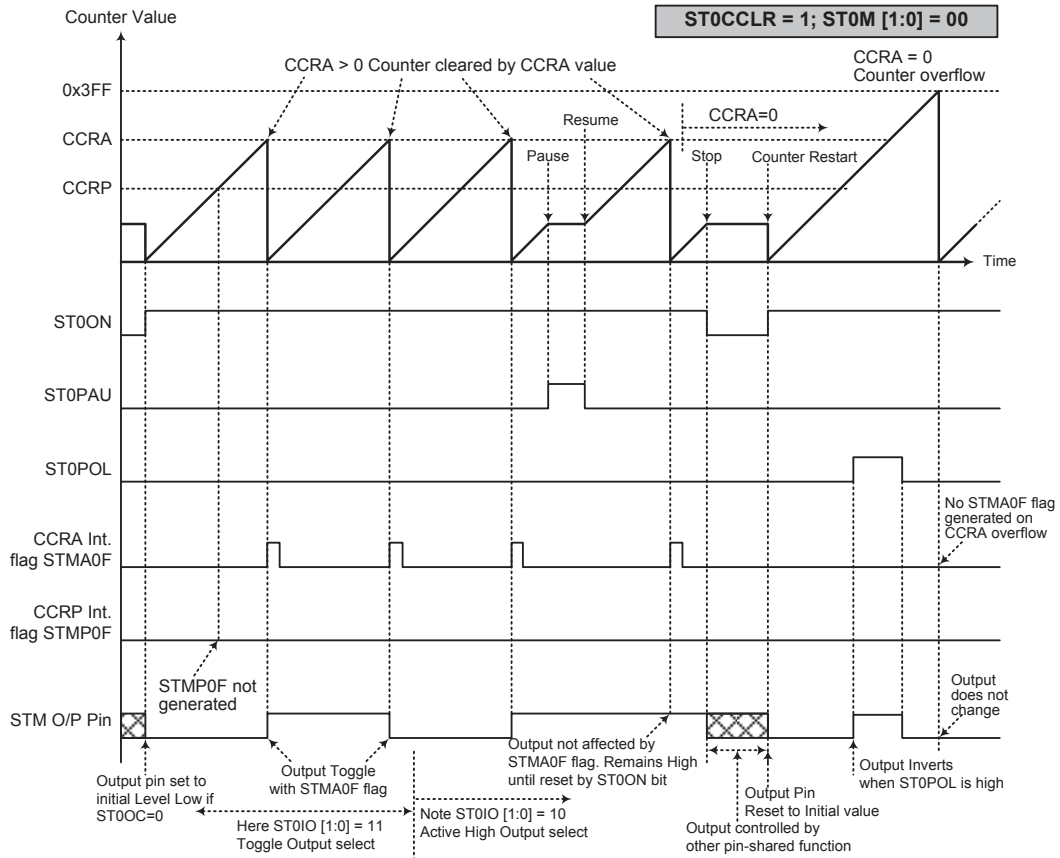 Counter Value
ST0CCLR = 1; ST0M [1:0] = 00
CCRA = 0
Counter overflow
CCRA > 0 Counter cleared by CCRA value
0x3FF
CCRA=0
Resume
CCRA
Pause
Stop
Counter Restart
CCRP
Time
ST0ON
ST0PAU
ST0POL
No STMA0F flag
generated on
CCRA overflow
CCRA Int.
flag STMA0F
CCRP Int.
flag STMP0F
STMP0F not
generated
Output
does not
change
STM O/P Pin
Output pin set to
initial Level Low if
ST0OC=0
Output Toggle
with STMA0F flag
Output not affected by
STMA0F flag. Remains High
until reset by ST0ON bit
Output Inverts
when ST0POL is high
Output Pin
Reset to Initial value
Here ST0IO [1:0] = 11
Toggle Output select
Note ST0IO [1:0] = 10
Active High Output select
Output controlled by
other pin-shared function